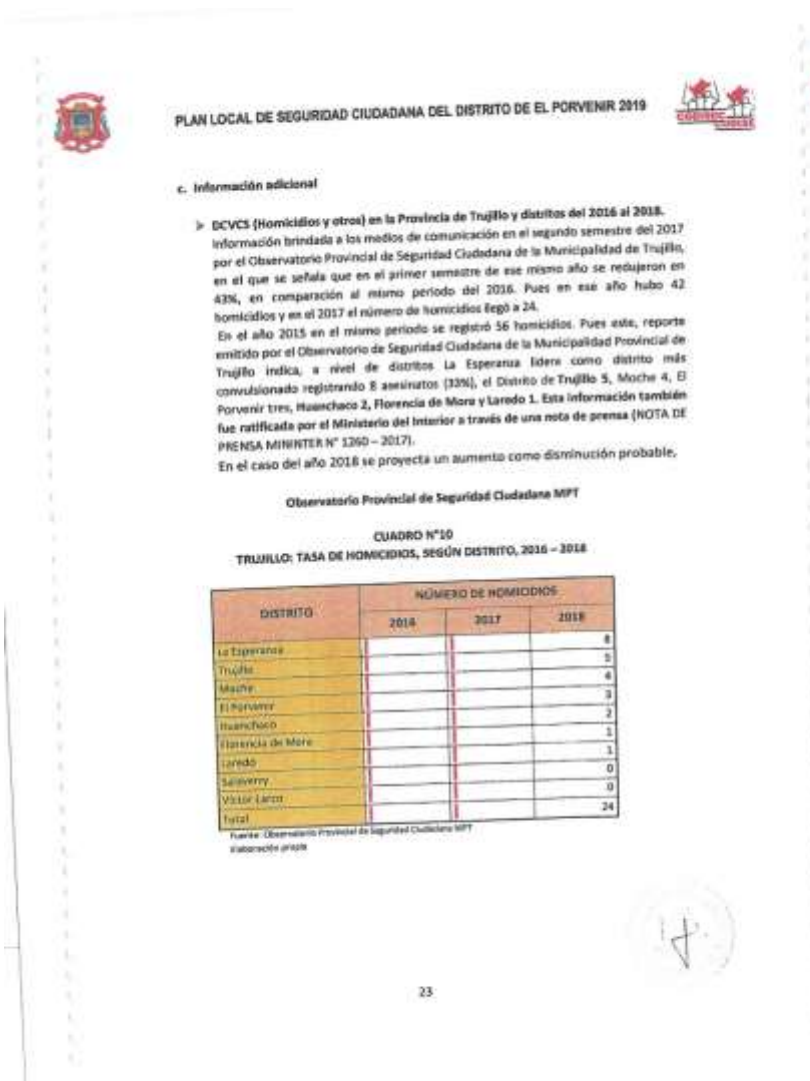 PLAN LOCAL DE SEGURIDAD CIUDADANA DEL DISTRITO DE EL PORVENIR 2019
c. Información adicional
➢ DCVCS (Homicidios y otros) en la Provincia de Trujillo y distritos del 2016 al 2018.
Información brindada a los medios de comunicación en el segundo semestre del 2017
por el Observatorio Provincial de Seguridad Ciudadana de la Municipalidad de Trujillo,
en el que se señala que en el primer semestre de ese mismo año se redujeron en
43%, en comparación al mismo periodo del 2016. Pues en ese año hubo 42
homicidios y en el 2017 el número de homicidios llegó a 24.
En el año 2015 en el mismo periodo se registró 56 homicidios. Pues este, reporte
emitido por el Observatorio de Seguridad Ciudadana de la Municipalidad Provincial de
Trujillo indica, a nivel de distritos La Esperanza lidera como distrito más
convulsionado registrando 8 asesinatos (33%), el Distrito de Trujillo 5, Moche 4, El
Porvenir tres, Huanchaco 2, Florencia de Mora y Laredo 1. Esta información también
fue ratificada por el Ministerio del Interior a través de una nota de prensa (NOTA DE
PRENSA MININTER N° 1260 – 2017).
En el caso del año 2018 se proyecta un aumento como disminución probable.
Observatorio Provincial de Seguridad Ciudadana MPT
CUADRO N°10
TRUJILLO: TASA DE HOMICIDIOS, SEGÚN DISTRITO, 2016 – 2018
DISTRITO NÚMERO DE HOMICIDIOS
2016 2017 2018
La Esperanza 8
Trujillo 5
Moche 4
El Porvenir 3
Huanchaco 2
Florencia de Mora 1
Laredo 1
Salaverry 0
Victor Larco 0
Total 24
Fuente: Observatorio Provincial de Seguridad Ciudadana MPT
Elaboración propia
23